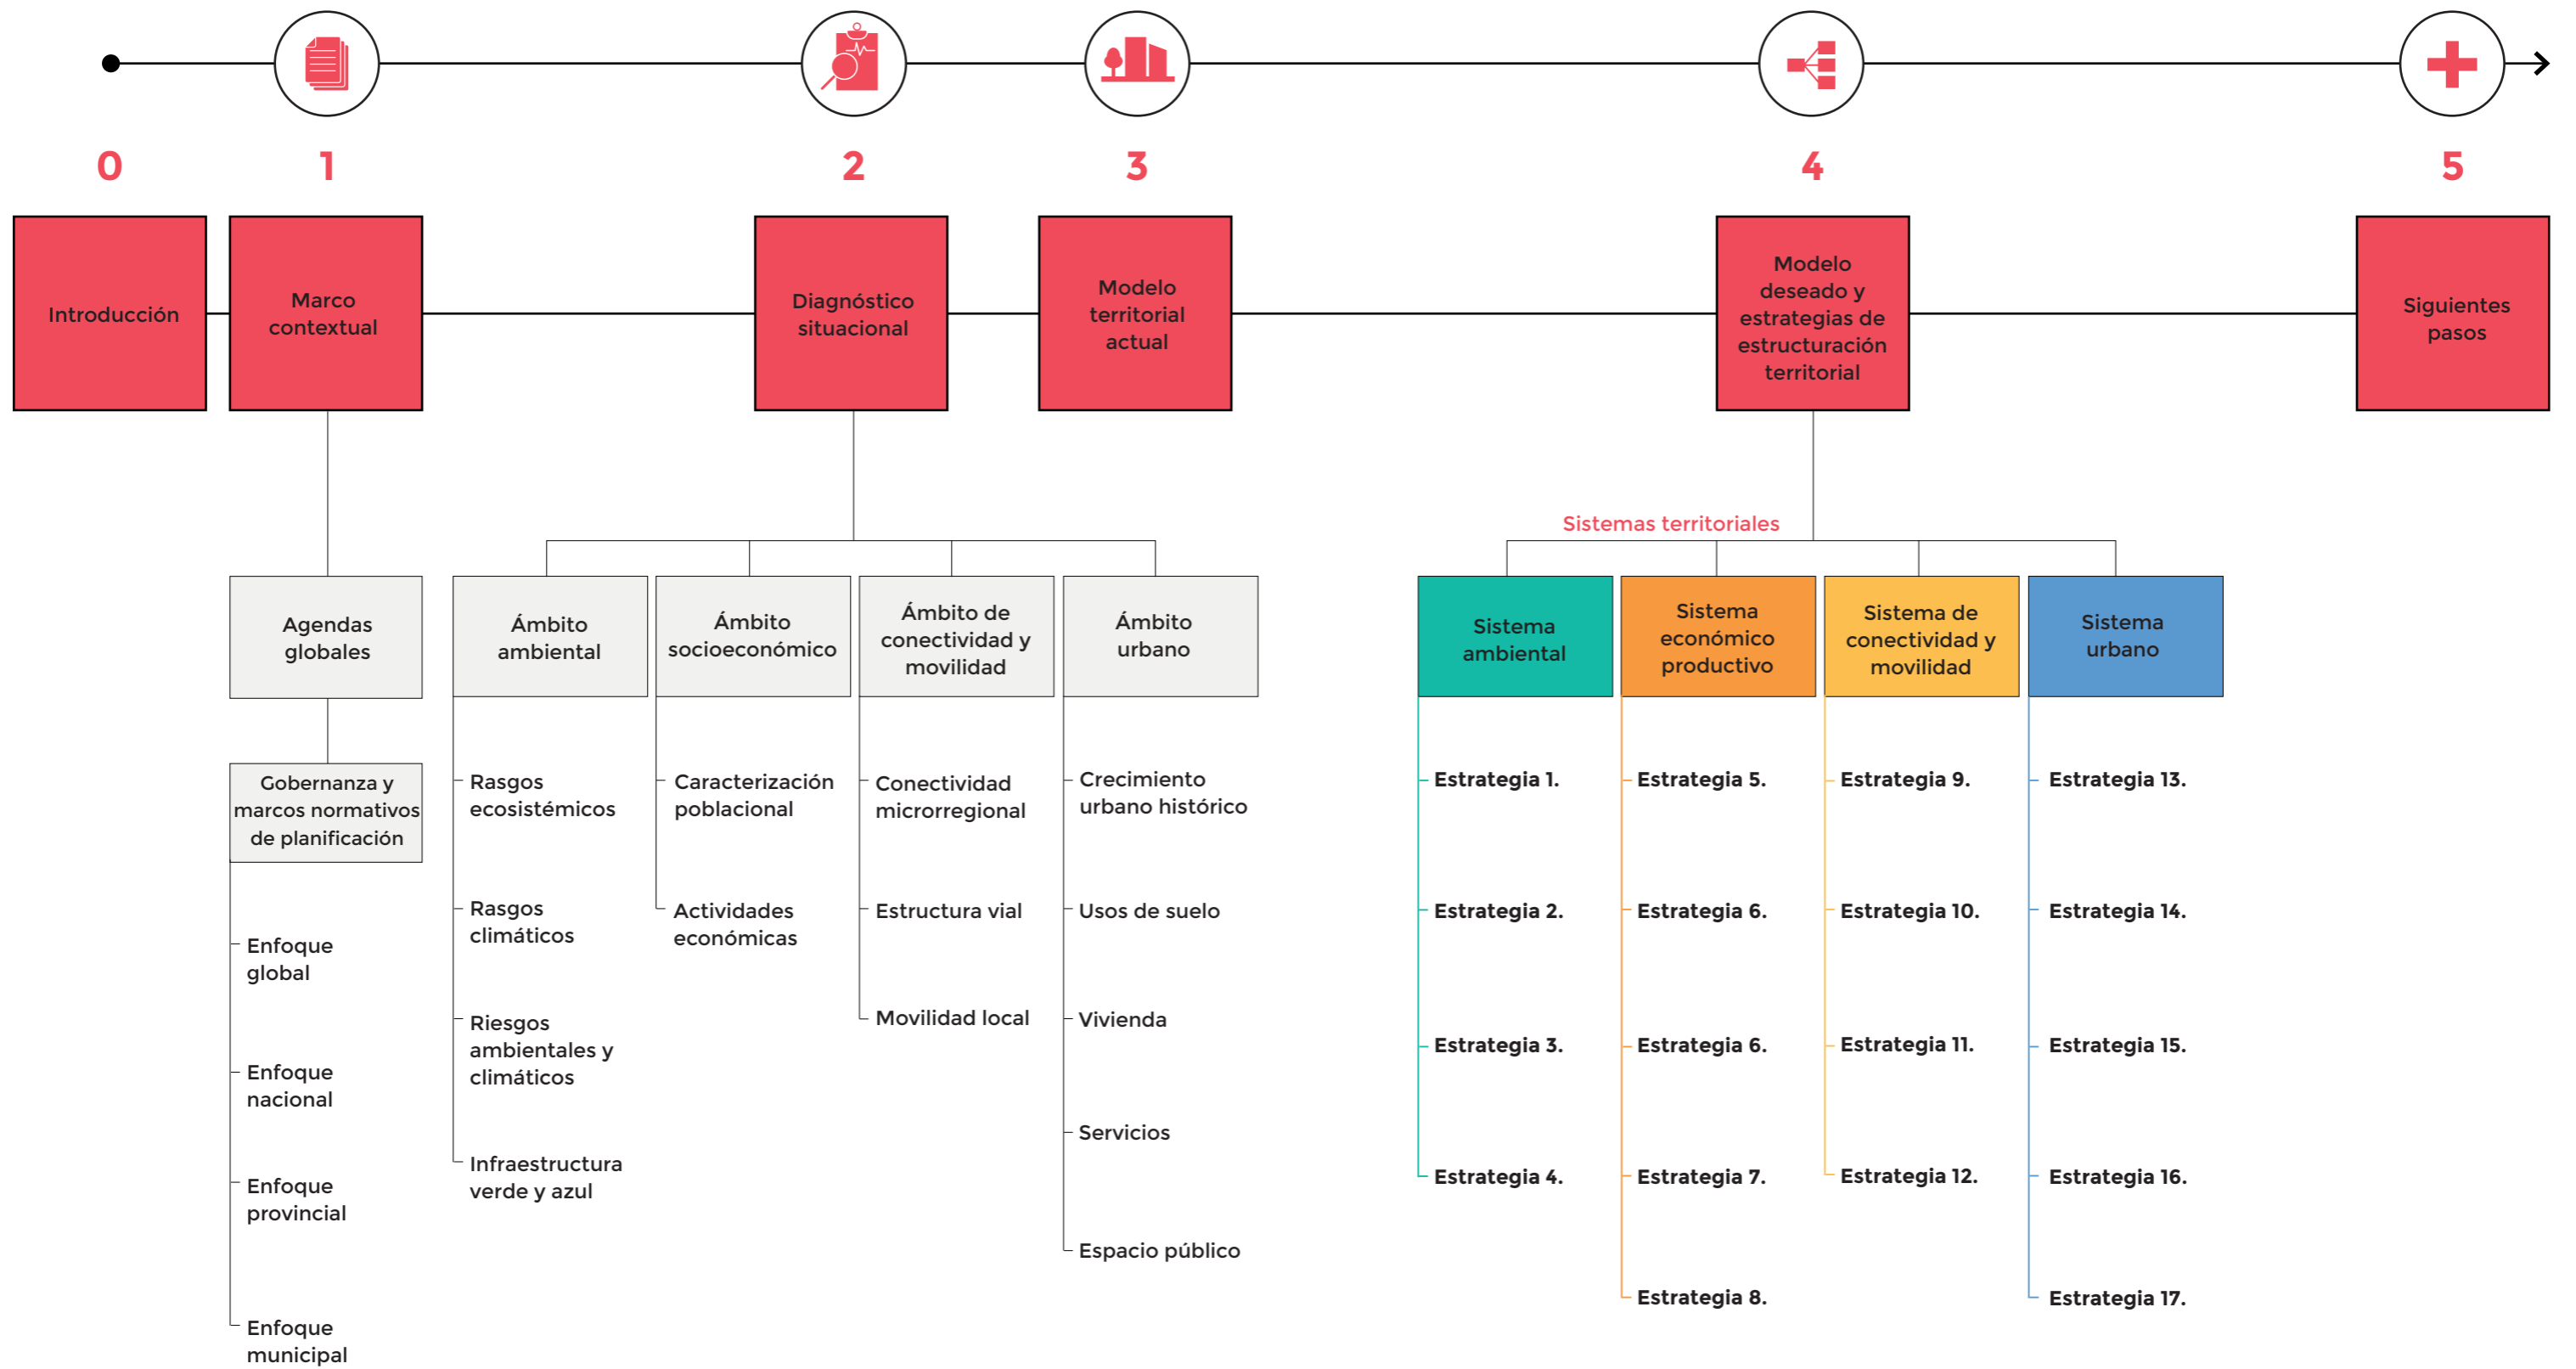 0
1
2
3
4
5
Introducción
Marco
contextual
Diagnóstico
situacional
Modelo
territorial
actual
Modelo
deseado y
estrategias de
estructuración
territorial
Siguientes
pasos
Agendas
globales
Gobernanza y
marcos normativos
de planificación
Enfoque
global
Enfoque
nacional
Enfoque
provincial
Enfoque
municipal
Ámbito
ambiental
Rasgos
ecosistémicos
Rasgos
climáticos
Riesgos
ambientales y
climáticos
Infraestructura
verde y azul
Ámbito
socioeconómico
Caracterización
poblacional
Actividades
económicas
Ámbito de
conectividad y
movilidad
Conectividad
microrregional
Estructura vial
Movilidad local
Ámbito
urbano
Crecimiento
urbano histórico
Usos de suelo
Vivienda
Servicios
Espacio público
Sistemas territoriales
Sistema
ambiental
Estrategia 1.
Estrategia 2.
Estrategia 3.
Estrategia 4.
Sistema
económico
productivo
Estrategia 5.
Estrategia 6.
Estrategia 6.
Estrategia 7.
Estrategia 8.
Sistema de
conectividad y
movilidad
Estrategia 9.
Estrategia 10.
Estrategia 11.
Estrategia 12.
Sistema
urbano
Estrategia 13.
Estrategia 14.
Estrategia 15.
Estrategia 16.
Estrategia 17.